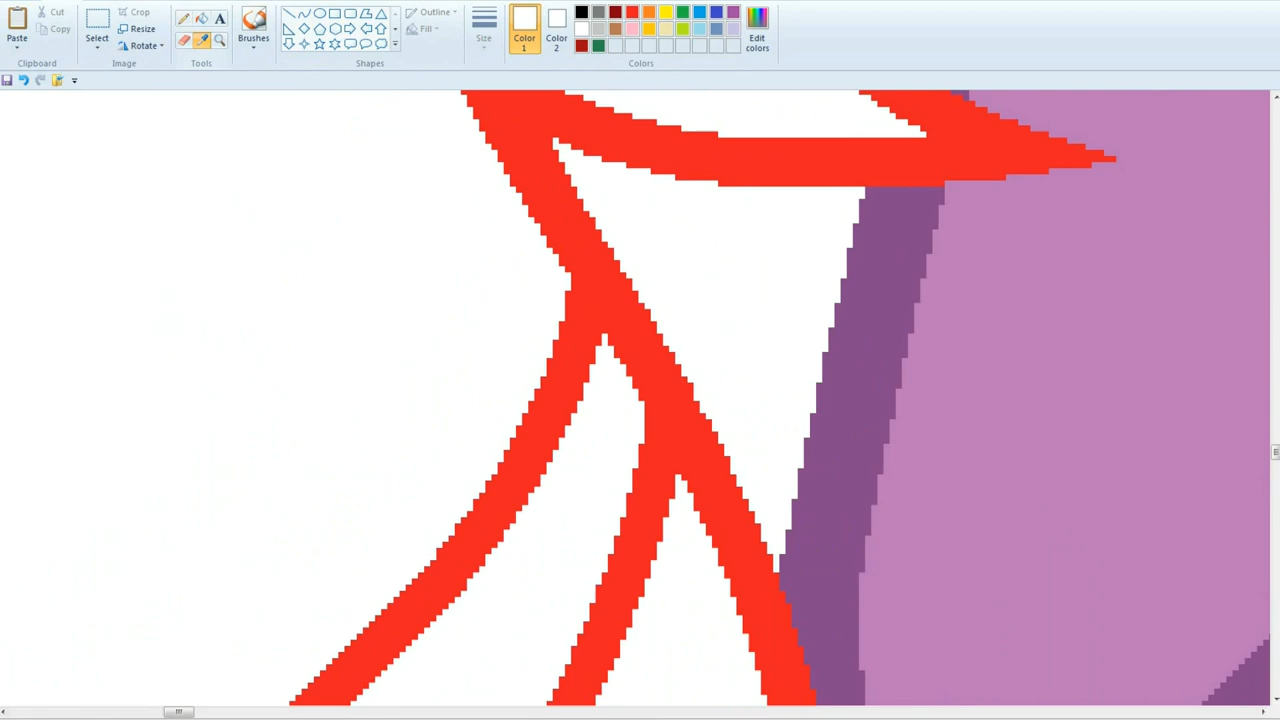 Paste
Cut
Copy
Clipboard
Select
Crop
Resize
Rotate
Image
A
Tools
Brushes
Outline
Fill
Shapes
Size
Color
1
Color
2
Edit
colors
Colors